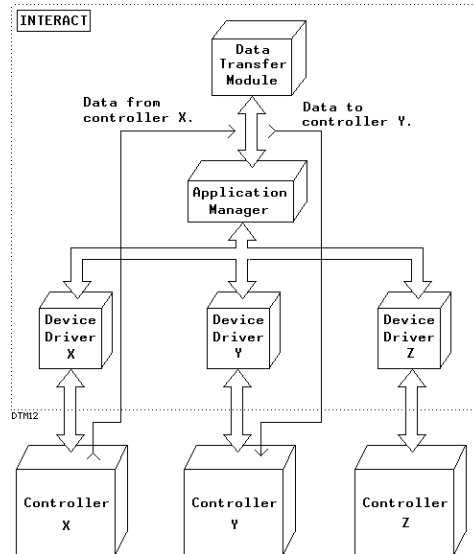 INTERACT
Data
Transfer
Module
Data from
controller X.
Data to
controller Y.
Application
Manager
Device
Driver
X
Device
Driver
Y
Device
Driver
Z
DTM12
Controller
X
Controller
Y
Controller
Z